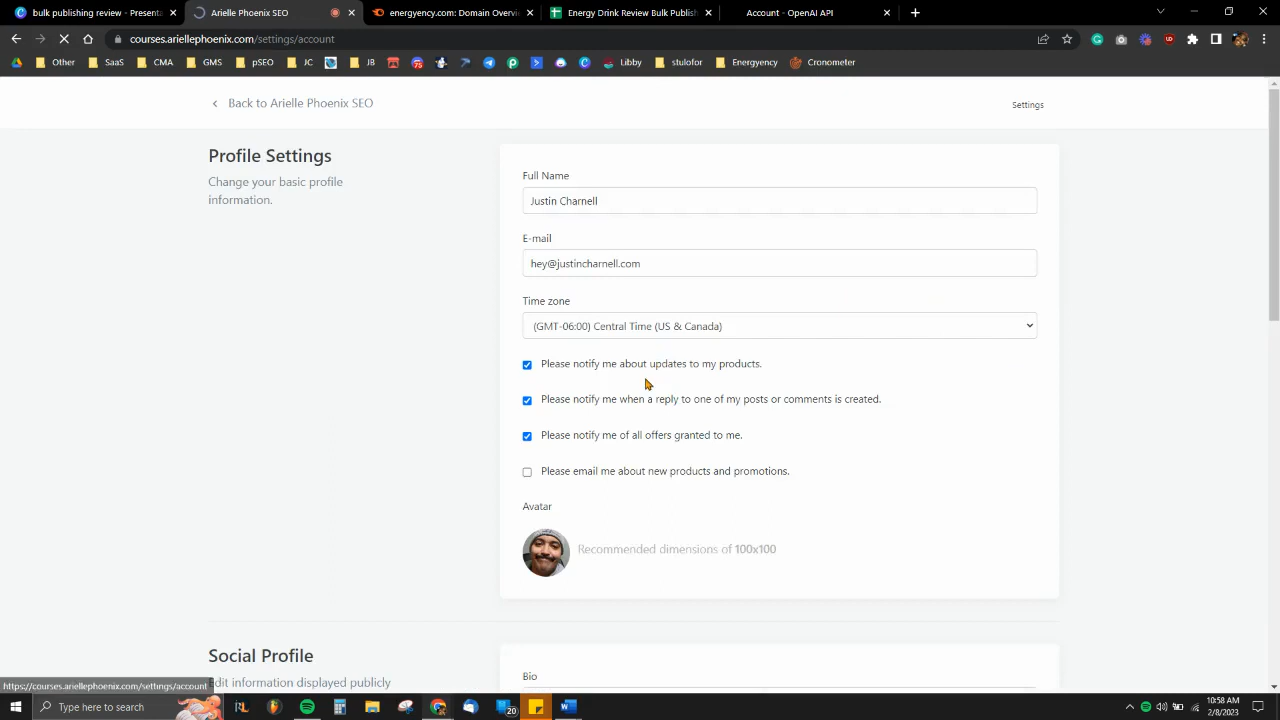 bulk publishing review - Presenta
Arielle Phoenix SEO
energyency.com: Domain Overvi
Energy Drink Review Bulk Publish
Account - OpenAI API
courses.ariellephoenix.com/settings/account
Other
SaaS
CMA
GMS
pSEO
JC
JB
Libby
stulofor
Energyency
Cronometer
Back to Arielle Phoenix SEO
Settings
Profile Settings
Change your basic profile
information.
Full Name
Justin Charnell
E-mail
hey@justincharnell.com
Time zone
(GMT-06:00) Central Time (US & Canada)
Please notify me about updates to my products.
Please notify me when a reply to one of my posts or comments is created.
Please notify me of all offers granted to me.
Please email me about new products and promotions.
Avatar
Recommended dimensions of 100x100
Social Profile
Edit information displayed publicly
Bio
https://courses.ariellephoenix.com/settings/account
Type here to search
20
10:58 AM
2/8/2023